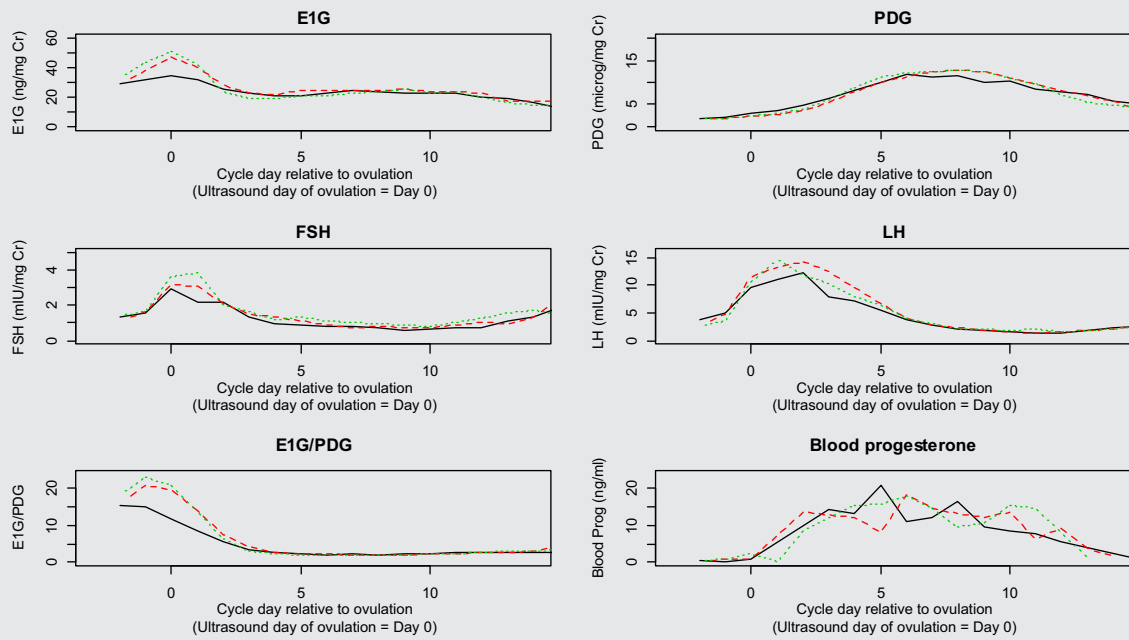 E1G
E1G (ng/mg Cr)
0 20 40 60
0 5 10
Cycle day relative to ovulation
(Ultrasound day of ovulation = Day 0)
PDG
PDG (microg/mg Cr)
0 5 10
0 5 10
Cycle day relative to ovulation
(Ultrasound day of ovulation = Day 0)
FSH
FSH (mIU/mg Cr)
0 2 4
0 5 10
Cycle day relative to ovulation
(Ultrasound day of ovulation = Day 0)
LH
LH (mIU/mg Cr)
0 5 10 15
0 5 10
Cycle day relative to ovulation
(Ultrasound day of ovulation = Day 0)
E1G/PDG
E1G/PDG
0 10 20
0 5 10
Cycle day relative to ovulation
(Ultrasound day of ovulation = Day 0)
Blood progesterone
Blood Prog (ng/ml)
0 10 20
0 5 10
Cycle day relative to ovulation
(Ultrasound day of ovulation = Day 0)